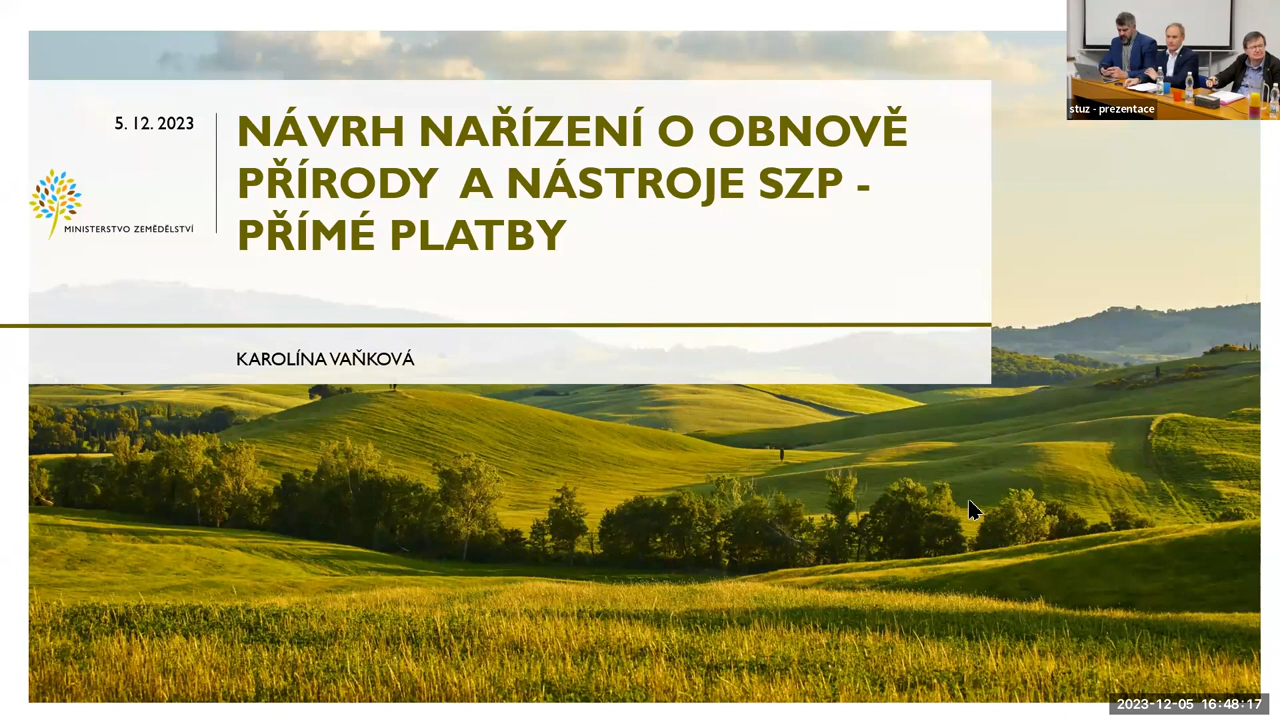 5. 12. 2023
MINISTERSTVO ZEMĚDĚLSTVÍ
NÁVRH NAŘÍZENÍ O OBNOVĚ
PŘÍRODY A NÁSTROJE SZP -
PŘÍMÉ PLATBY
KAROLÍNA VAŇKOVÁ
stuz - prezentace
2023-12-05 16:48:17